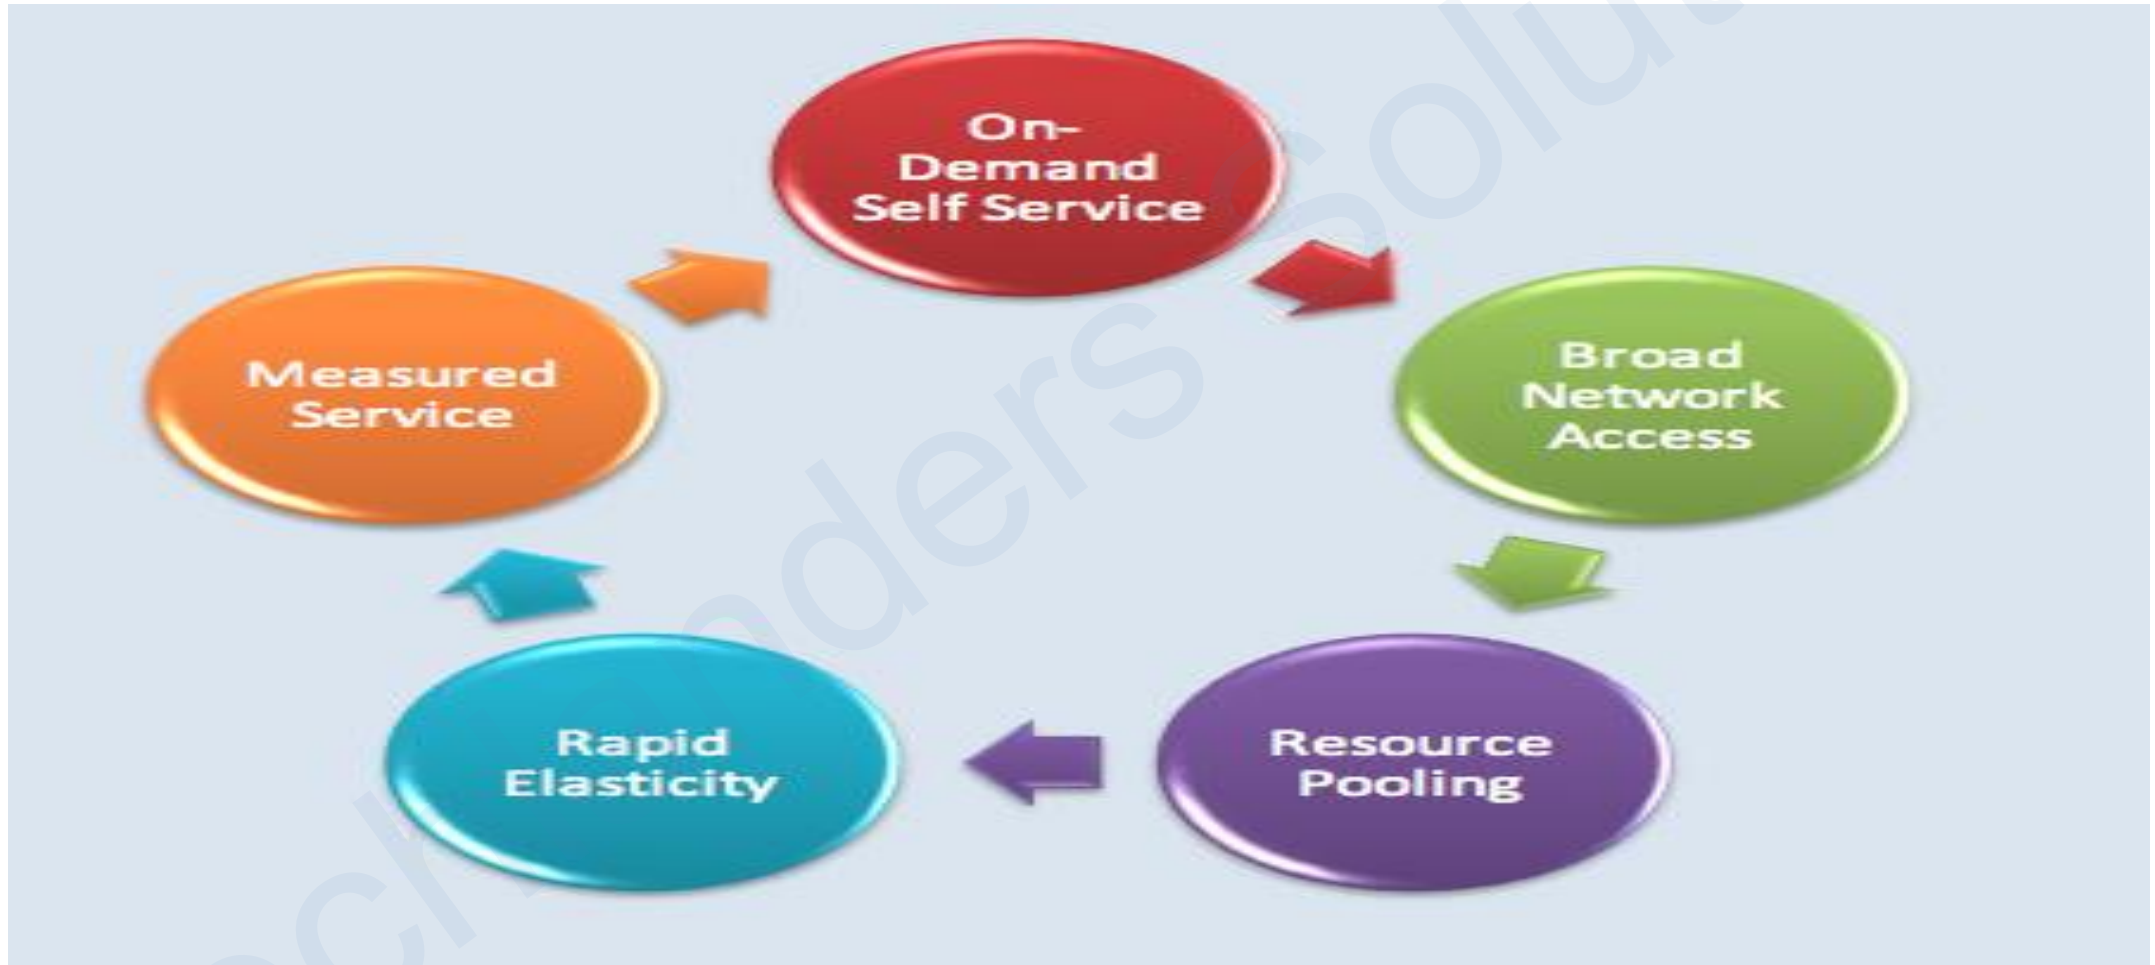 On-
Demand
Self Service
Broad
Network
Access
Resource
Pooling
Rapid
Elasticity
Measured
Service